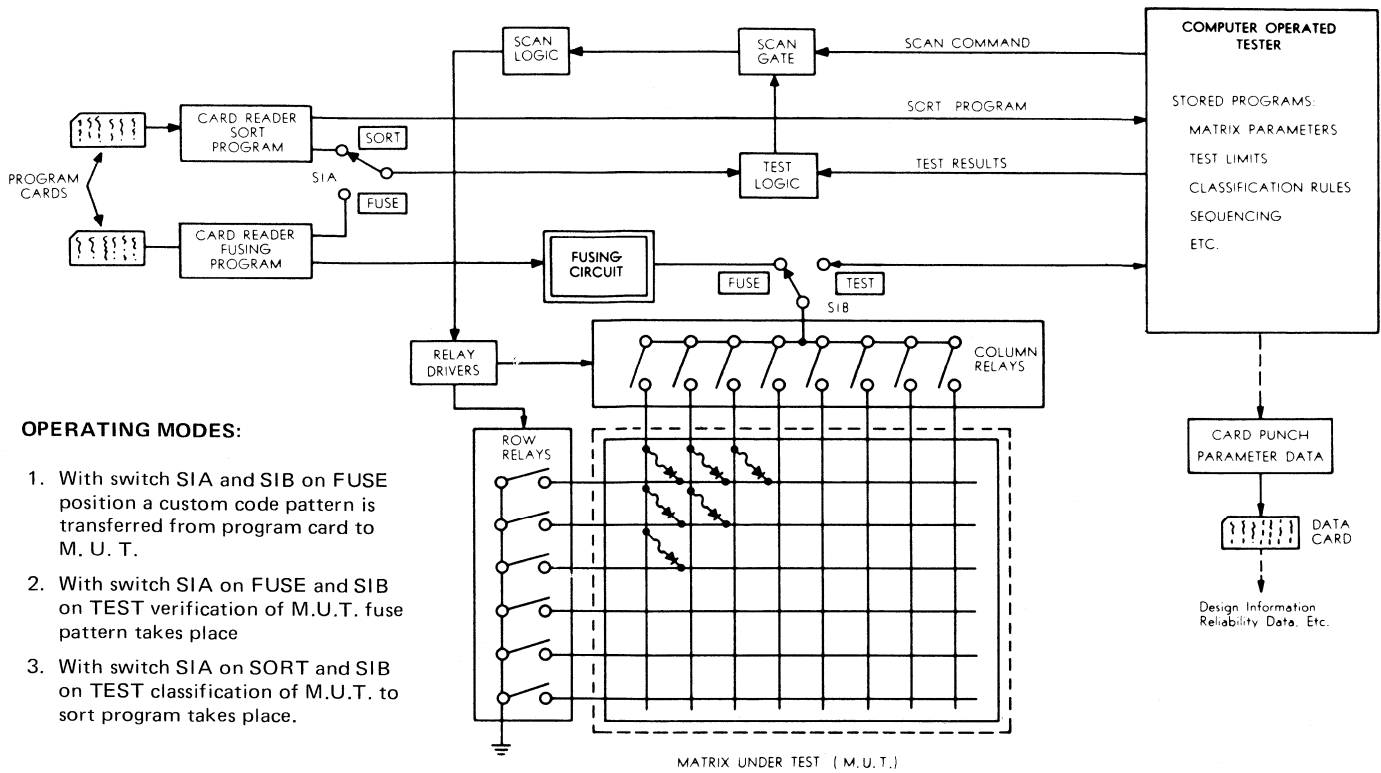 COMPUTER OPERATED
TESTER
STORED PROGRAMS:
MATRIX PARAMETERS
TEST LIMITS
CLASSIFICATION RULES
SEQUENCING
ETC.
SCAN
LOGIC
SCAN
GATE
SCAN COMMAND
SORT PROGRAM
CARD READER
SORT
PROGRAM
SORT
SIA
FUSE
TEST
LOGIC
TEST RESULTS
PROGRAM
CARDS
CARD READER
FUSING
PROGRAM
FUSING
CIRCUIT
FUSE
TEST
SIB
RELAY
DRIVERS
COLUMN
RELAYS
ROW
RELAYS
CARD PUNCH
PARAMETER DATA
DATA
CARD
Design Information
Reliability Data, Etc.
OPERATING MODES:
1. With switch SIA and SIB on FUSE
position a custom code pattern is
transferred from program card to
M. U. T.
2. With switch SIA on FUSE and SIB
on TEST verification of M.U.T. fuse
pattern takes place
3. With switch SIA on SORT and SIB
on TEST classification of M.U.T. to
sort program takes place.
MATRIX UNDER TEST ( M. U. T.)